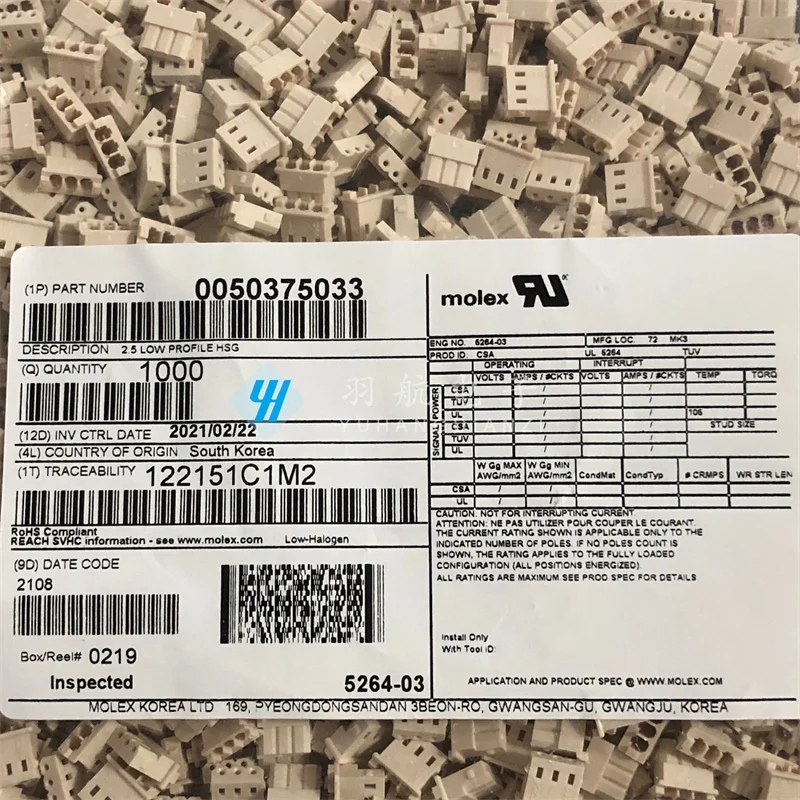 (1P) PART NUMBER 0050375033
DESCRIPTION 2.5 LOW PROFILE HSG
(Q) QUANTITY 1000
(12D) INV CTRL DATE 2021/02/22
(4L) COUNTRY OF ORIGIN South Korea
(1T) TRACEABILITY 122151C1M2
RoHS Compliant
REACH SVHC information - see www.molex.com Low-Halogen
(9D) DATE CODE
2108
Box/Reel# 0219
Inspected 5264-03
molex
ENG NO. 5264-03 MFG LOC. 72 MK3
PROD ID: CSA UL 5264 TUV
OPERATING INTERRUPT
VOLTS AMPS / #CKTS VOLTS AMPS / #CKTS TEMP TORQ
SIGNAL POWER
CSA / /
TUV / /
UL / / 105
CSA / / STUD SIZE
TUV / /
UL / /
W Gg MAX W Gg MIN
AWG/mm2 AWG/mm2 CondMat CondTyp # CRMPS WR STR LEN
CSA / /
UL / /
CAUTION: NOT FOR INTERRUPTING CURRENT.
ATTENTION: NE PAS UTILIZER POUR COUPER LE COURANT.
THE CURRENT RATING SHOWN IS APPLICABLE ONLY TO THE
INDICATED NUMBER OF POLES. IF NO POLES COUNT IS
SHOWN, THE RATING APPLIES TO THE FULLY LOADED
CONFIGURATION (ALL POSITIONS ENERGIZED).
ALL RATINGS ARE MAXIMUM.SEE PROD SPEC FOR DETAILS
Install Only
With Tool ID:
APPLICATION AND PRODUCT SPEC @ WWW.MOLEX.COM
MOLEX KOREA LTD 169, PYEONGDONGSANDAN 3BEON-RO, GWANGSAN-GU, GWANGJU, KOREA
羽航